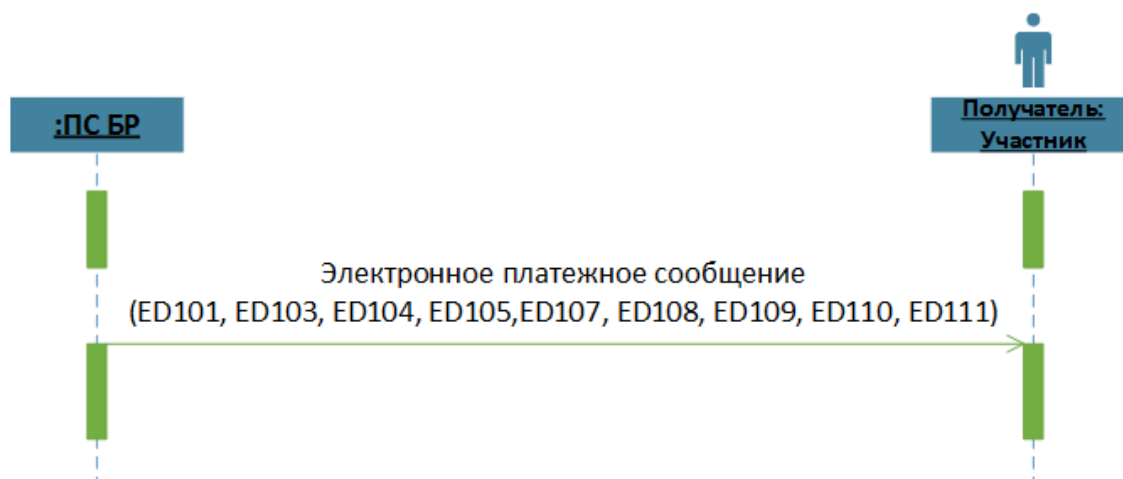 :ПС БР
Получатель:
Участник
Электронное платежное сообщение
(ED101, ED103, ED104, ED105,ED107, ED108, ED109, ED110, ED111)